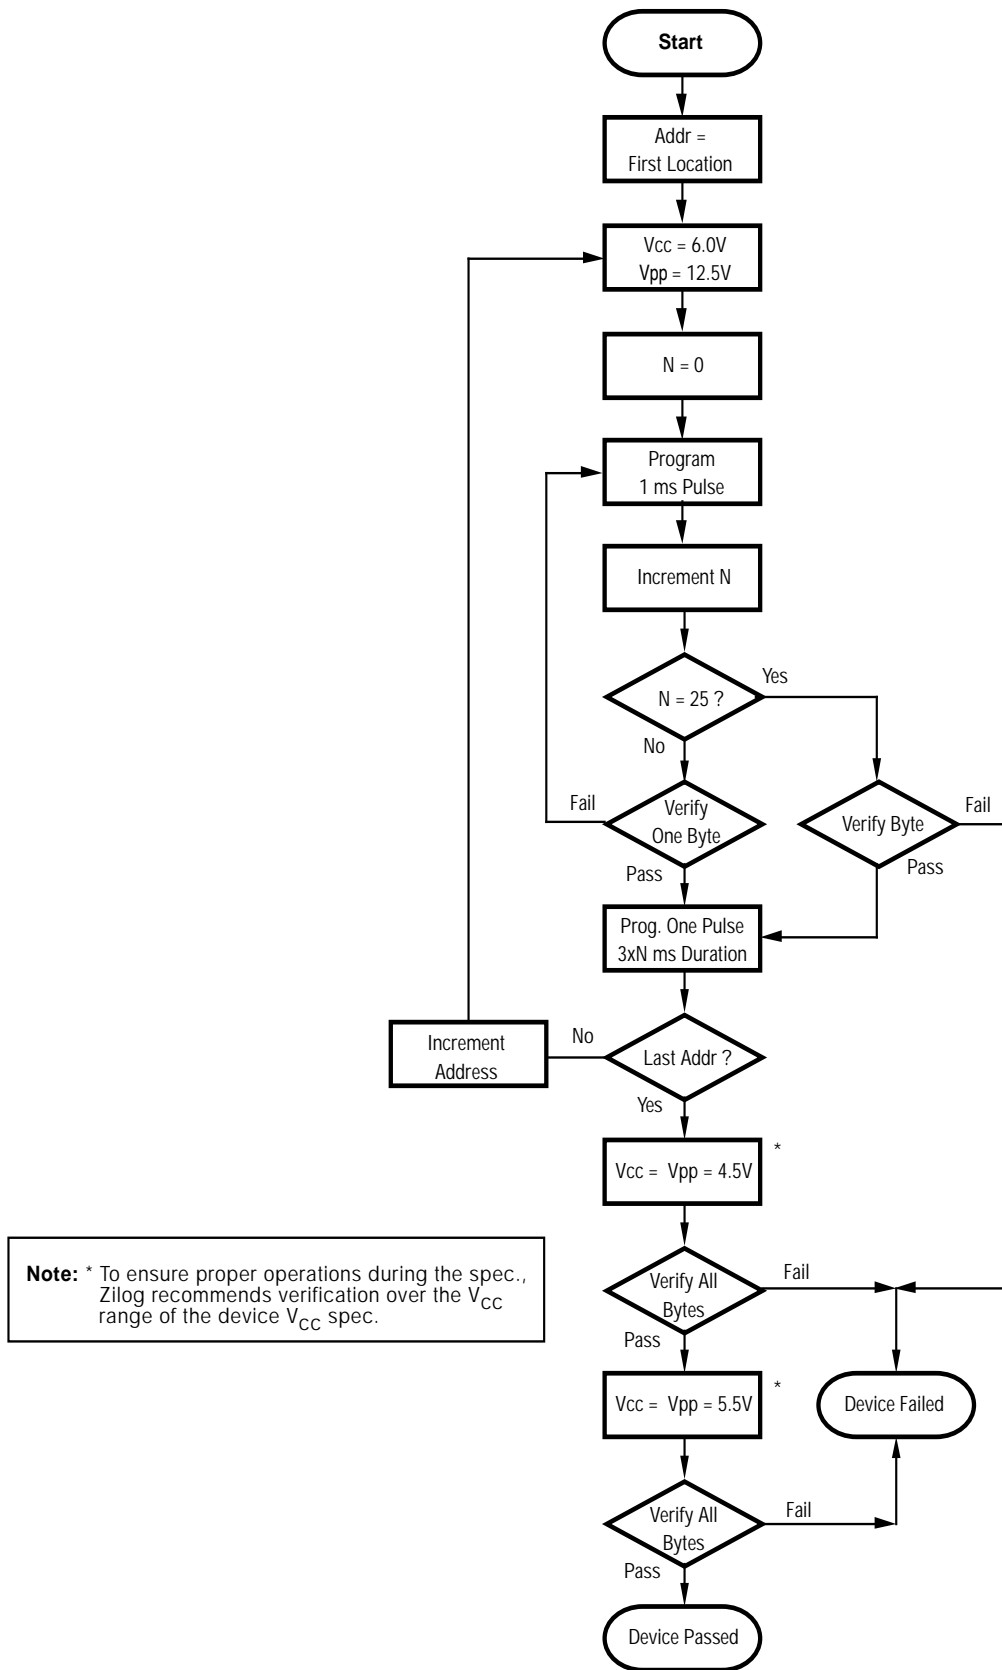 Start
Addr =
First Location
Vcc = 6.0V
Vpp = 12.5V
N = 0
Program
1 ms Pulse
Increment N
N = 25 ?
Yes
No
Verify
One Byte
Fail
Verify Byte
Fail
Pass
Pass
Prog. One Pulse
3xN ms Duration
Last Addr ?
No
Increment
Address
Yes
Vcc = Vpp = 4.5V
*
Verify All
Bytes
Fail
Pass
Note: * To ensure proper operations during the spec.,
Zilog recommends verification over the VCC
range of the device VCC spec.
Vcc = Vpp = 5.5V
*
Device Failed
Verify All
Bytes
Fail
Pass
Device Passed